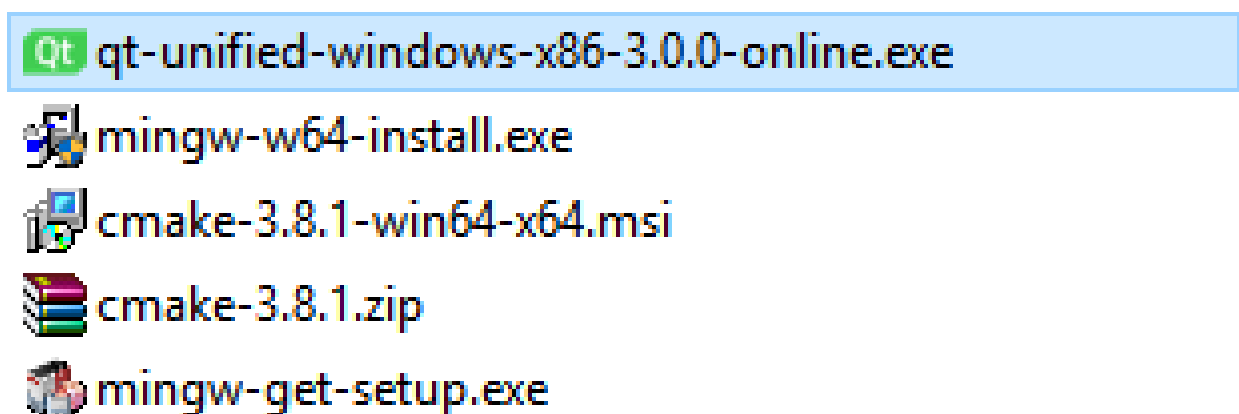 Qt qt-unified-windows-x86-3.0.0-online.exe
mingw-w64-install.exe
cmake-3.8.1-win64-x64.msi
cmake-3.8.1.zip
mingw-get-setup.exe